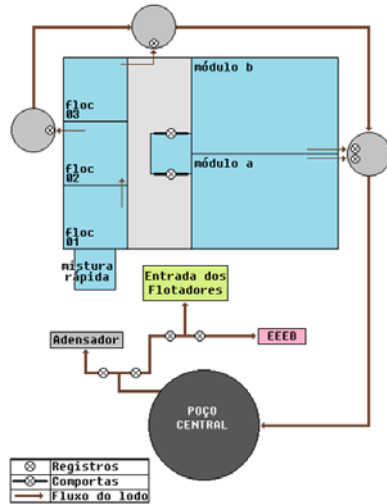 módulo b
floc
03
módulo a
floc
02
floc
01
mistura
rápida
Entrada dos
Flotadores
Adensador
EEEB
POÇO
CENTRAL
Registros
Comportas
Fluxo do lodo